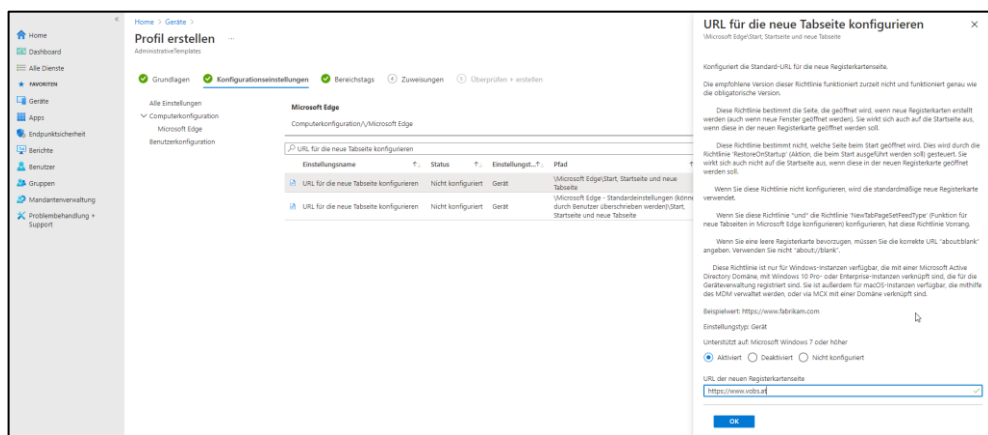 Home
Dashboard
Alle Dienste
FAVORITEN
Geräte
Apps
Endpunktsicherheit
Berichte
Benutzer
Gruppen
Mandantenverwaltung
Problembehandlung +
Support
Home > Geräte >
Profil erstellen ...
AdministrativeTemplates
Grundlagen Konfigurationseinstellungen Bereichstags 4 Zuweisungen 5 Überprüfen + erstellen
Alle Einstellungen
Computerkonfiguration
Microsoft Edge
Benutzerkonfiguration
Microsoft Edge
Computerkonfiguration/\/Microsoft Edge
URL für die neue Tabseite konfigurieren
Einstellungsname Status Einstellungst... Pfad
URL für die neue Tabseite konfigurieren Nicht konfiguriert Gerät \Microsoft Edge\Start, Startseite und neue
Tabseite
URL für die neue Tabseite konfigurieren Nicht konfiguriert Gerät \Microsoft Edge - Standardeinstellungen (könne
durch Benutzer überschrieben werden)\Start,
Startseite und neue Tabseite
URL für die neue Tabseite konfigurieren
\Microsoft Edge\Start, Startseite und neue Tabseite
Konfiguriert die Standard-URL für die neue Registerkartenseite.
Die empfohlene Version dieser Richtlinie funktioniert zurzeit nicht und funktioniert genau wie
die obligatorische Version.
Diese Richtlinie bestimmt die Seite, die geöffnet wird, wenn neue Registerkarten erstellt
werden (auch wenn neue Fenster geöffnet werden). Sie wirkt sich auch auf die Startseite aus,
wenn diese in der neuen Registerkarte geöffnet werden soll.
Diese Richtlinie bestimmt nicht, welche Seite beim Start geöffnet wird. Dies wird durch die
Richtlinie 'RestoreOnStartup' (Aktion, die beim Start ausgeführt werden soll) gesteuert. Sie
wirkt sich auch nicht auf die Startseite aus, wenn diese in der neuen Registerkarte geöffnet
werden soll.
Wenn Sie diese Richtlinie nicht konfigurieren, wird die standardmäßige neue Registerkarte
verwendet.
Wenn Sie diese Richtlinie "und" die Richtlinie 'NewTabPageSetFeedType' (Funktion für
neue Tabseiten in Microsoft Edge konfigurieren) konfigurieren, hat diese Richtlinie Vorrang.
Wenn Sie eine leere Registerkarte bevorzugen, müssen Sie die korrekte URL "about:blank"
angeben. Verwenden Sie nicht "about://blank".
Diese Richtlinie ist nur für Windows-Instanzen verfügbar, die mit einer Microsoft Active
Directory Domäne, mit Windows 10 Pro- oder Enterprise-Instanzen verknüpft sind, die für die
Geräteverwaltung registriert sind. Sie ist außerdem für macOS-Instanzen verfügbar, die mithilfe
des MDM verwaltet werden, oder via MCX mit einer Domäne verknüpft sind.
Beispielwert: https://www.fabrikam.com
Einstellungstyp: Gerät
Unterstützt auf: Microsoft Windows 7 oder höher
Aktiviert Deaktiviert Nicht konfiguriert
URL der neuen Registerkartenseite
https://www.vobs.at
OK